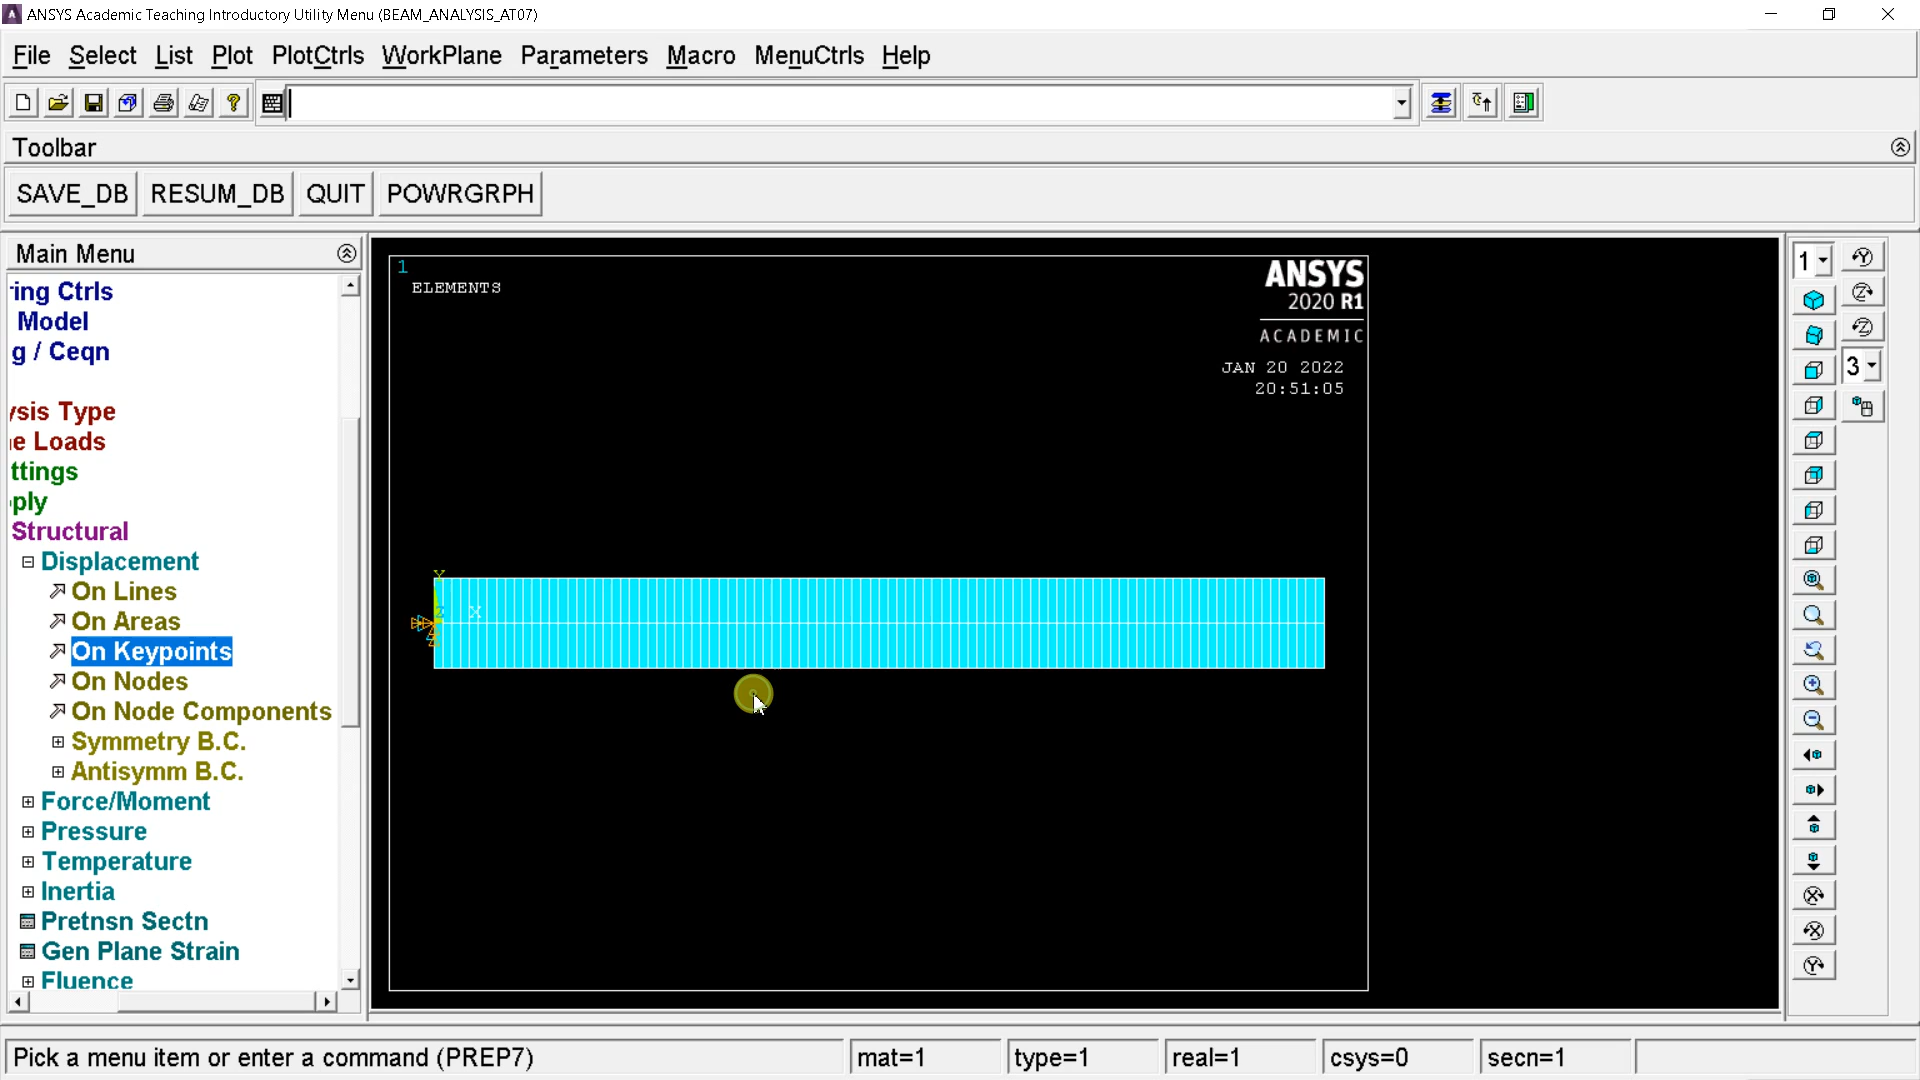 ANSYS Academic Teaching Introductory Utility Menu (BEAM_ANALYSIS_AT07)
File Select List Plot PlotCtrls WorkPlane Parameters Macro MenuCtrls Help
Toolbar
SAVE_DB RESUM_DB QUIT POWRGRPH
Main Menu
ing Ctrls
Model
g / Ceqn
ysis Type
e Loads
ttings
ply
Structural
Displacement
On Lines
On Areas
On Keypoints
On Nodes
On Node Components
Symmetry B.C.
Antisymm B.C.
Force/Moment
Pressure
Temperature
Inertia
Pretnsn Sectn
Gen Plane Strain
Fluence
1
ELEMENTS
ANSYS
2020 R1
ACADEMIC
JAN 20 2022
20:51:05
Y
Z X
1
3
Pick a menu item or enter a command (PREP7) mat=1 type=1 real=1 csys=0 secn=1